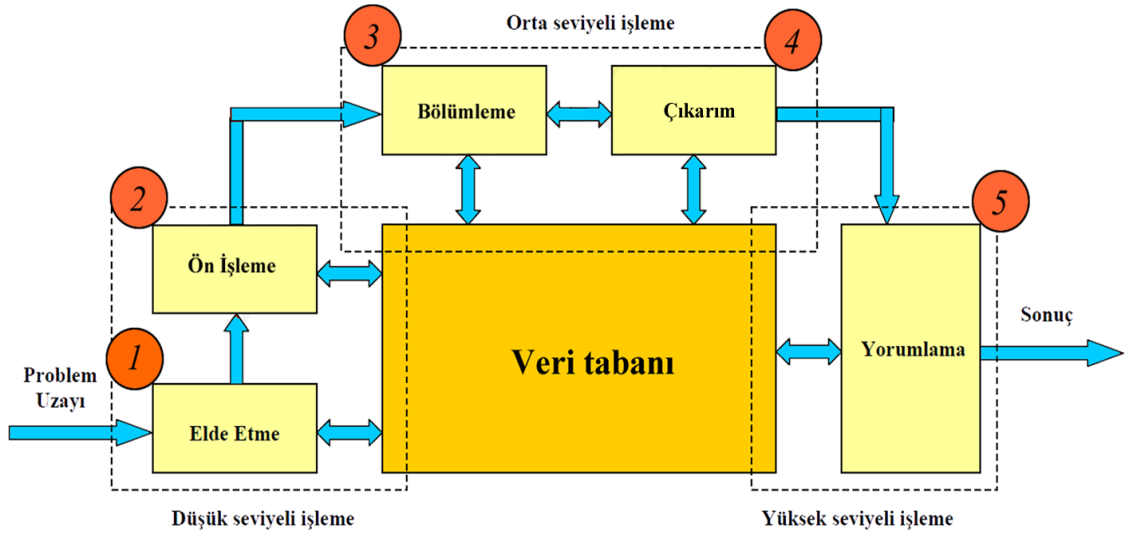 Orta seviyeli işleme
3
4
Bölümleme
Çıkarım
2
5
Ön İşleme
1
Problem
Uzayı
Elde Etme
Veri tabanı
Yorumlama
Sonuç
Düşük seviyeli işleme
Yüksek seviyeli işleme